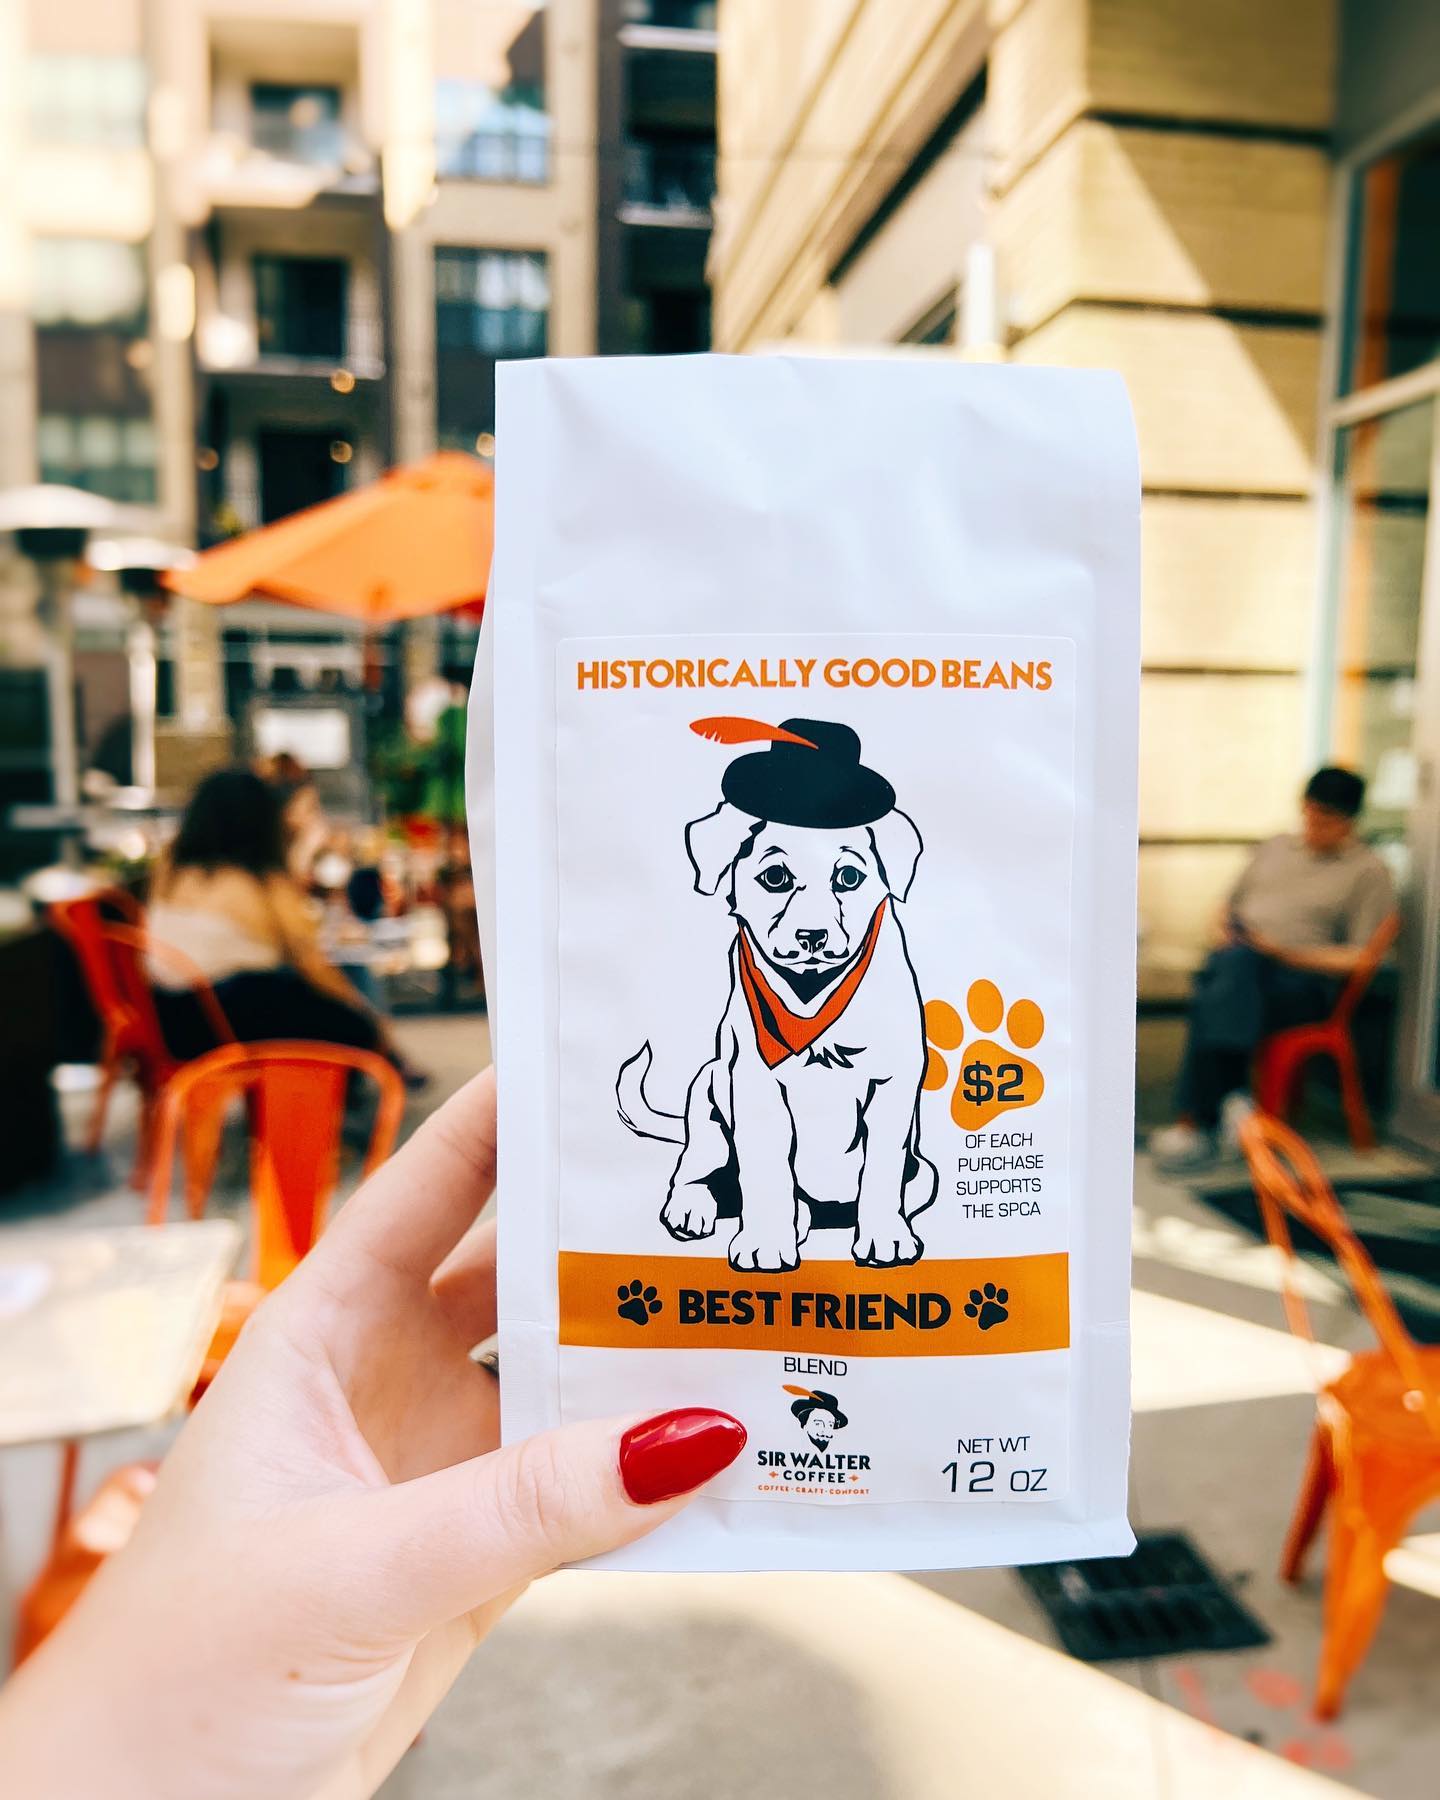 HISTORICALLY GOOD BEANS
$2
OF EACH
PURCHASE
SUPPORTS
THE SPCA
BEST FRIEND
BLEND
SIR WALTER
COFFEE
COFFEE·CRAFT·COMFORT
NET WT
12 OZ